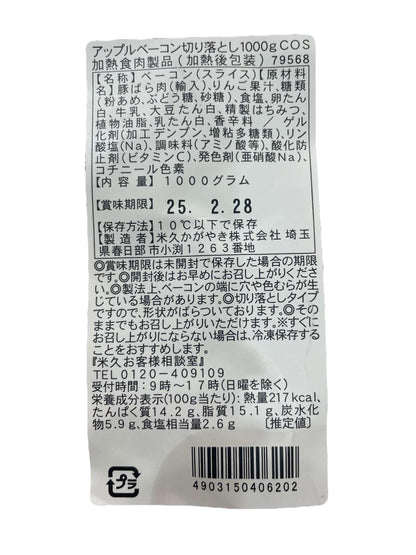 アップルベーコン切り落とし1000gCOS
加熱食肉製品(加熱後包装) 79568
【名称】ベーコン(スライス)【原材料
名】豚ばら肉(輸入)、りんご果汁、糖類
(粉あめ、ぶどう糖、砂糖)、食塩、卵たん
白、牛乳、大豆たん白、精製はちみつ、
植物油脂、乳たん白、香辛料/ゲル
化剤(加工デンプン、増粘多糖類)、リン
酸塩(Na)、調味料(アミノ酸等)、酸化防
止剤(ビタミンC)、発色剤(亜硝酸Na)、
コチニール色素
【内容量】1000グラム
【賞味期限】 25. 2.28
【保存方法】10℃以下で保存
【製造者】米久かがやき株式会社 埼玉
県春日部市小渕1263番地
◎賞味期限は未開封で保存した場合の期限
です。◎開封後はお早めにお召し上がりくださ
い。◎製法上、ベーコンの端に穴や色むらが生
じている場合があります。◎切り落としタイプ
ですので、形状がばらついております。◎その
ままでもお召し上がりいただけます。※すぐに
お召し上がりにならない場合は、冷凍保存する
ことをおすすめします。
『米久お客様相談室』
TEL0120-409109
受付時間:9時~17時(日曜を除く)
栄養成分表示(100g当たり):熱量217kcal、
たんぱく質14.2g、脂質15.1g、炭水化
物5.9g、食塩相当量2.6g 〔推定値〕
プラ
4903150406202